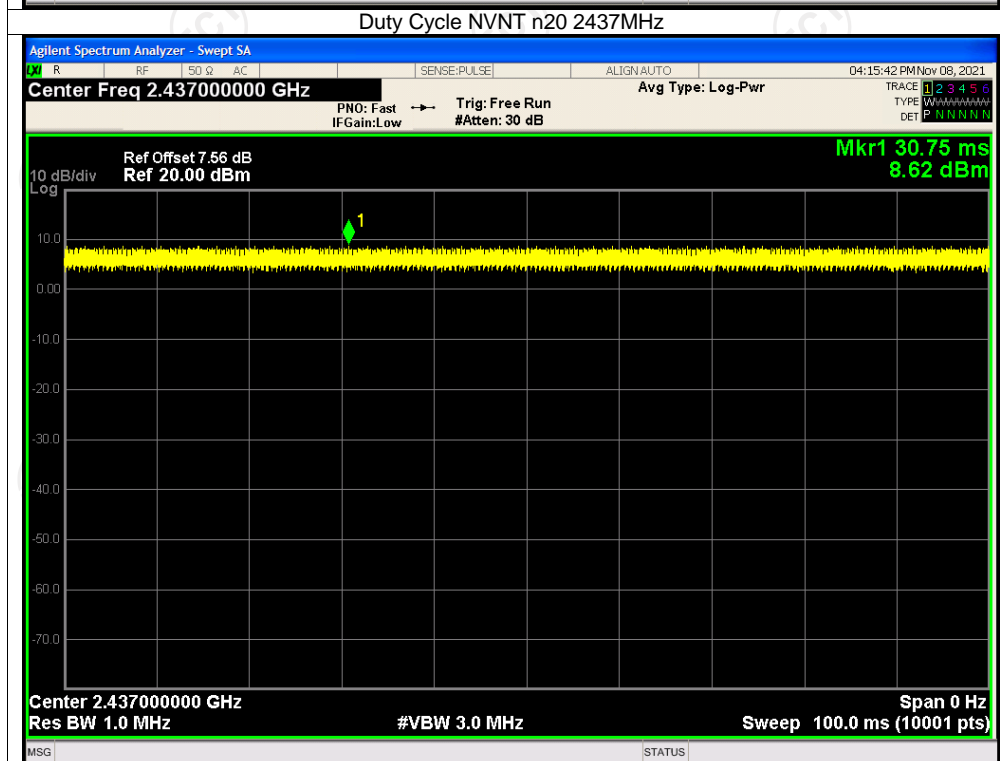 Duty Cycle NVNT n20 2437MHz
Agilent Spectrum Analyzer - Swept SA
LXI R RF 50 Ω AC SENSE:PULSE ALIGN AUTO 04:15:42 PM Nov 08, 2021
Center Freq 2.437000000 GHz Avg Type: Log-Pwr TRACE 1 2 3 4 5 6
PNO: Fast Trig: Free Run TYPE WWWWWW
IFGain:Low #Atten: 30 dB DET P N N N N N
Mkr1 30.75 ms
8.62 dBm
Ref Offset 7.56 dB
10 dB/div Ref 20.00 dBm
Log
1
10.0
0.00
-10.0
-20.0
-30.0
-40.0
-50.0
-60.0
-70.0
Center 2.437000000 GHz Span 0 Hz
Res BW 1.0 MHz #VBW 3.0 MHz Sweep 100.0 ms (10001 pts)
MSG STATUS